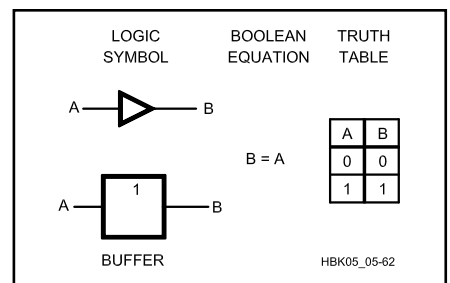 LOGIC SYMBOL
BOOLEAN EQUATION
TRUTH TABLE
A B
B = A
A B
0 0
1 1
1
A B
BUFFER
HBK05_05-62